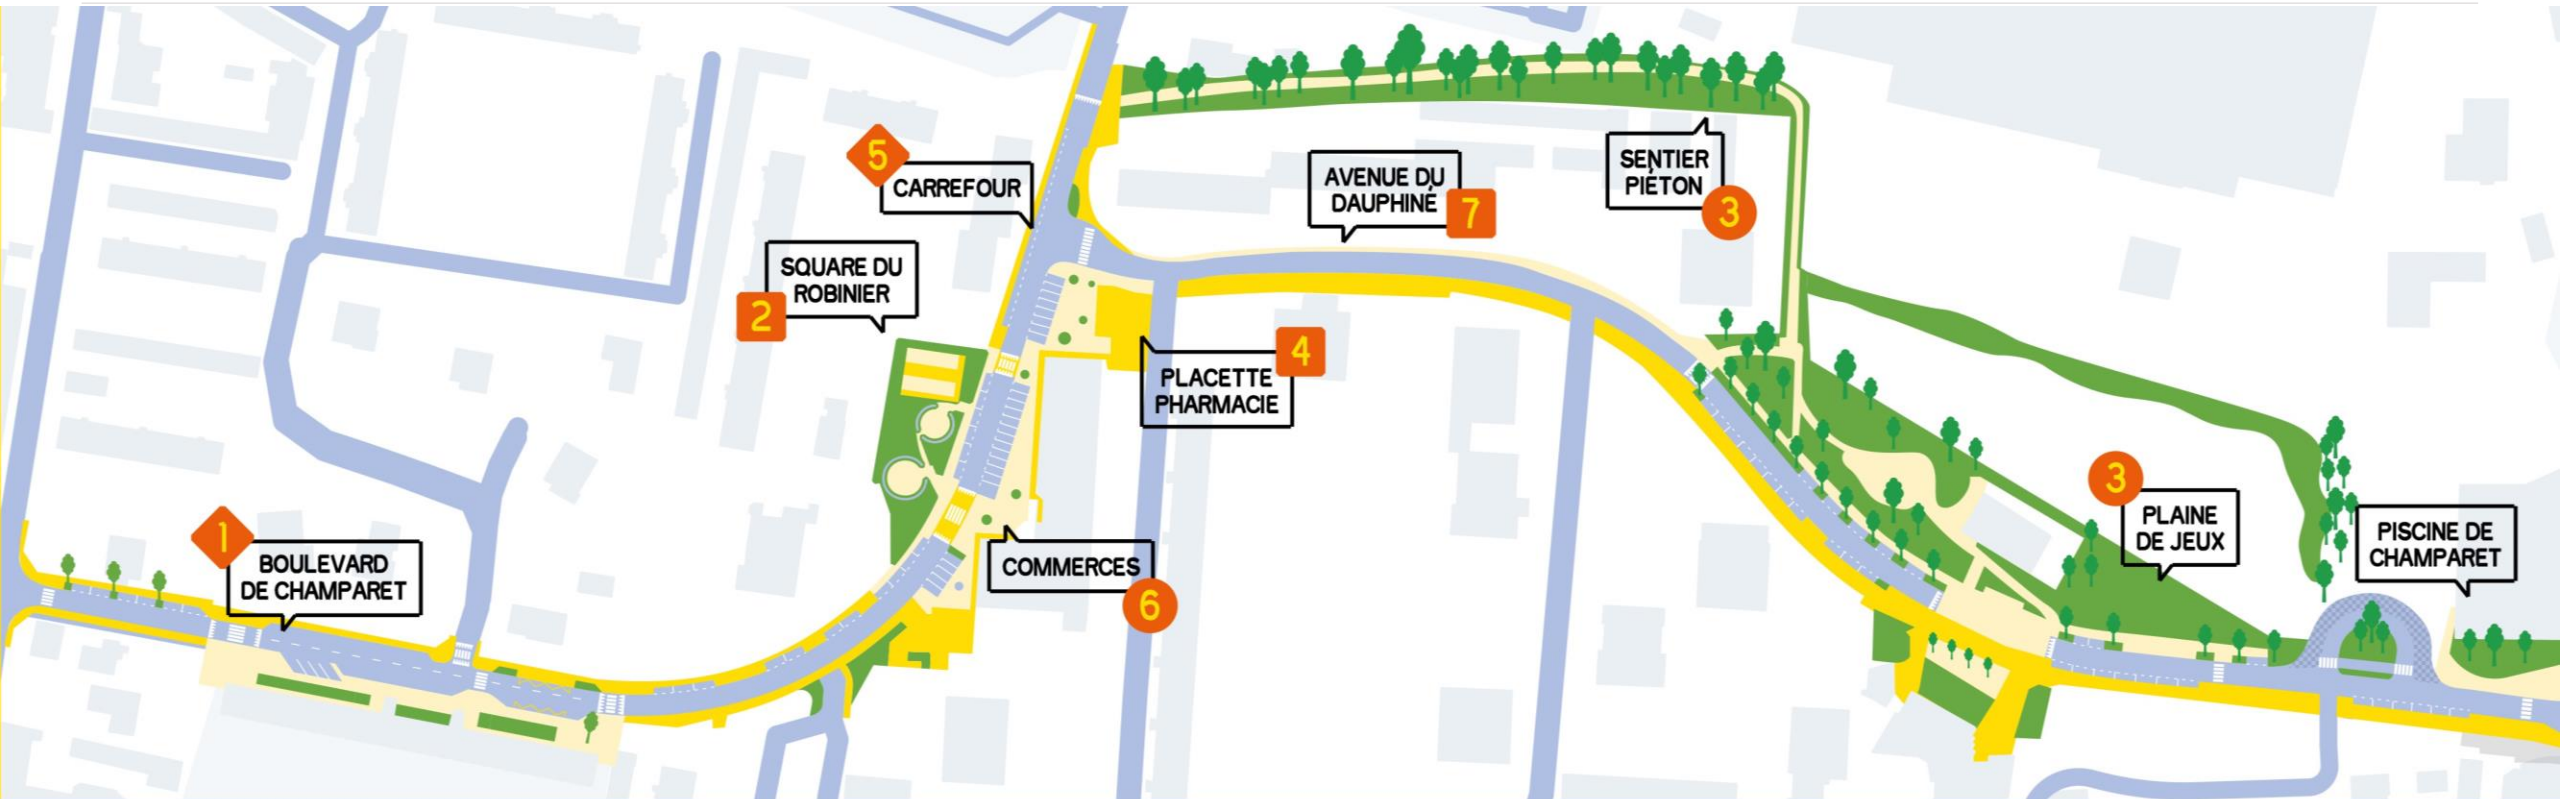 1
BOULEVARD
DE CHAMPARET
2
SQUARE DU
ROBINIER
5
CARREFOUR
COMMERCES
6
PLACETTE
PHARMACIE
4
AVENUE DU
DAUPHINÉ
7
SENTIER
PIÉTON
3
3
PLAINE
DE JEUX
PISCINE DE
CHAMPARET